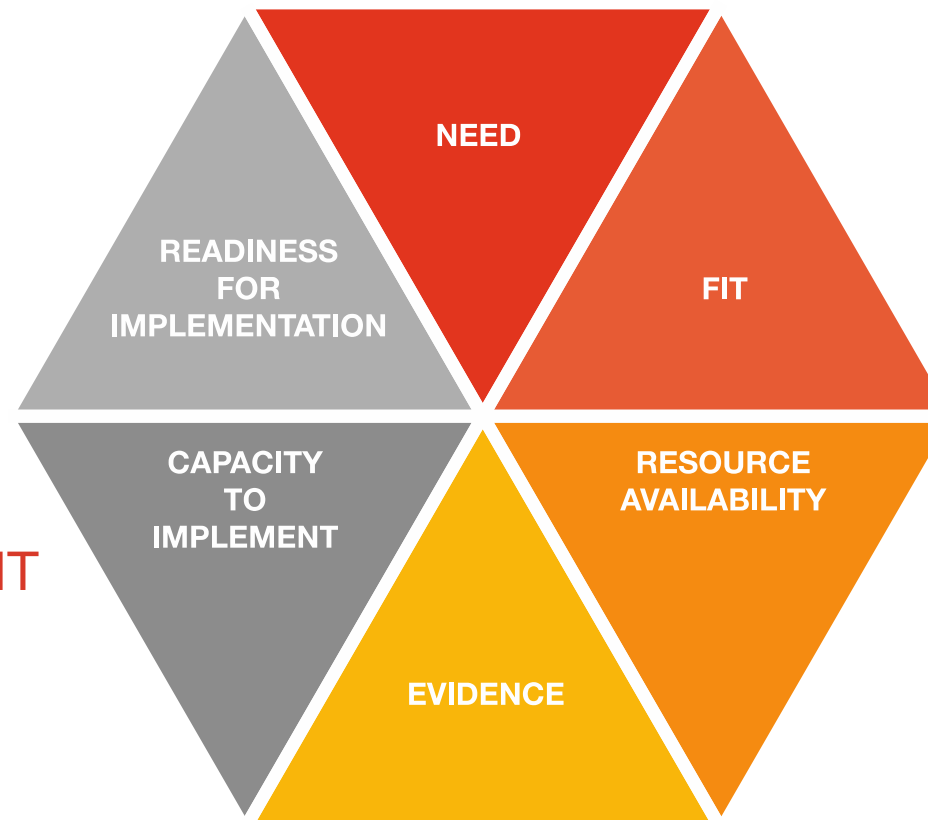 NEED
READINESS
FOR
IMPLEMENTATION
FIT
CAPACITY
TO
IMPLEMENT
RESOURCE
AVAILABILITY
EVIDENCE